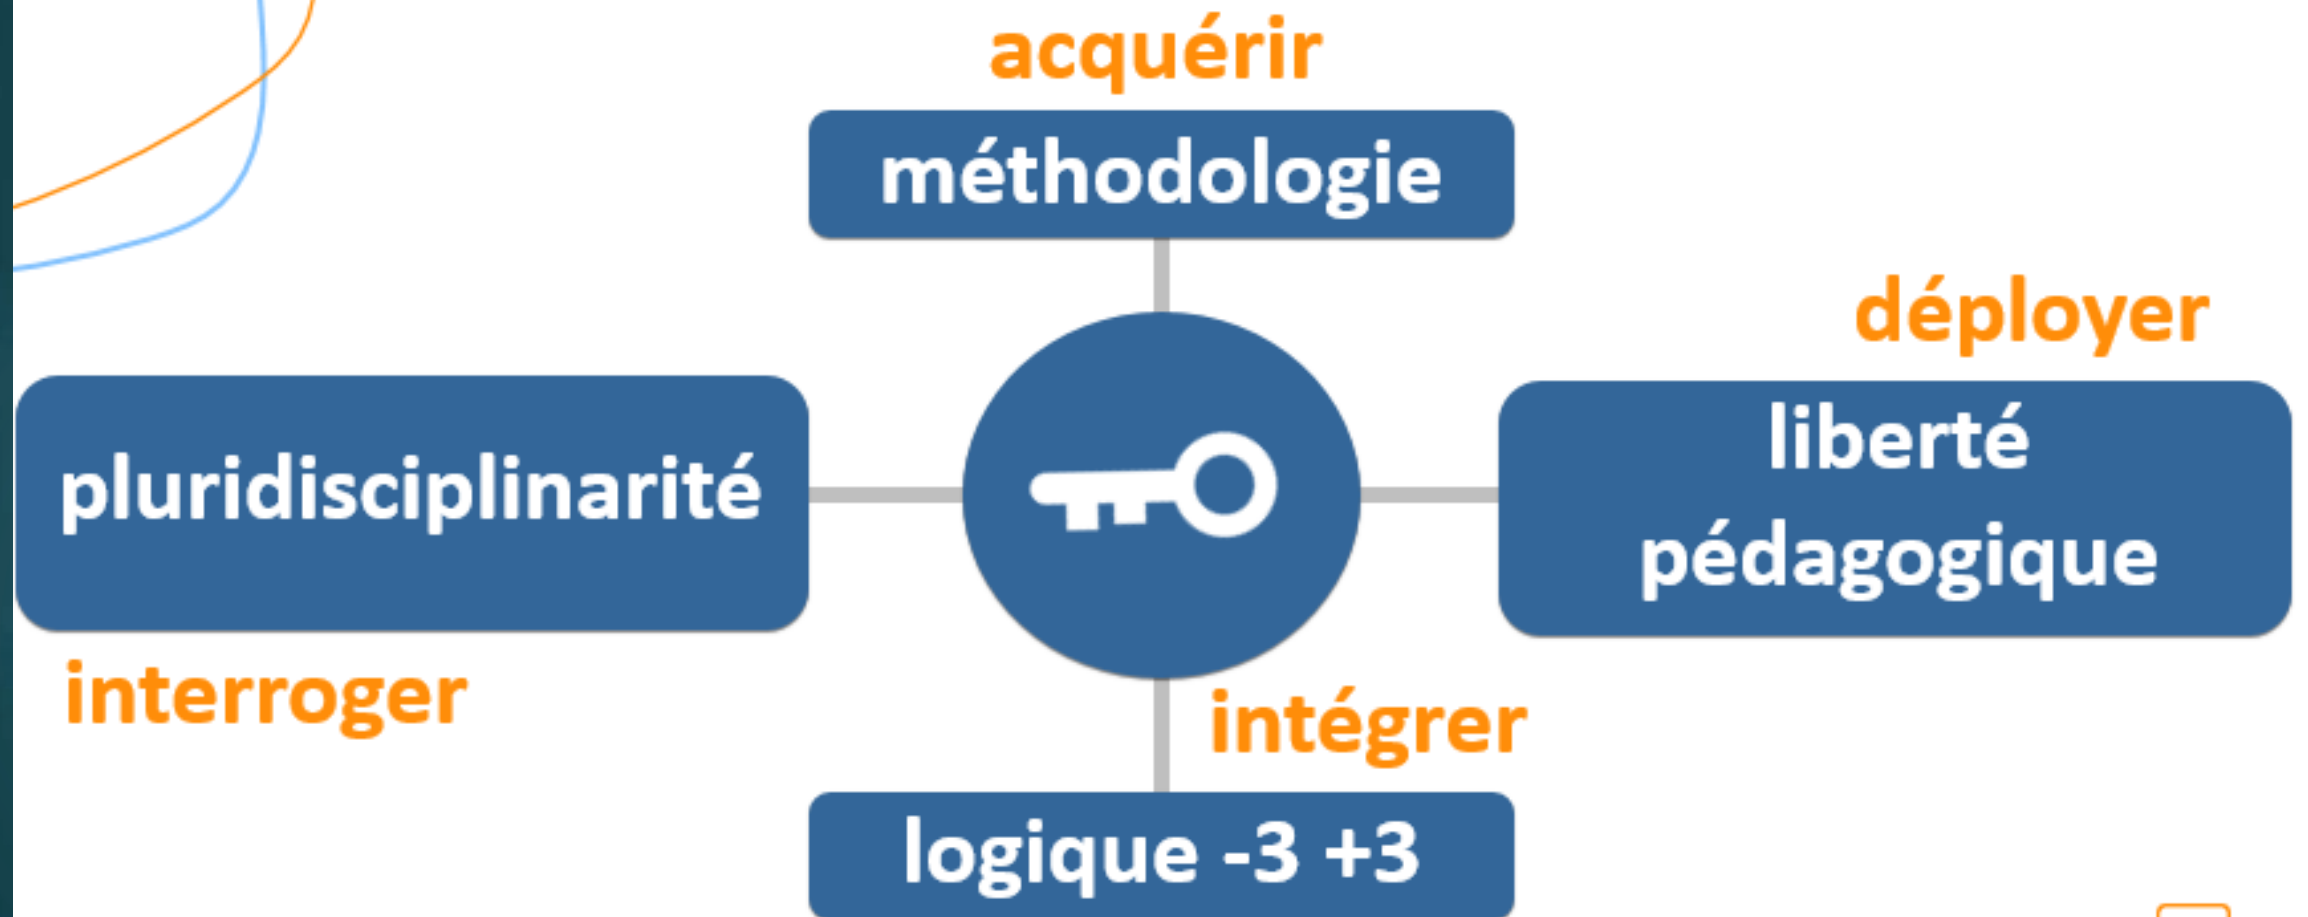 acquérir
méthodologie
déployer
liberté
pédagogique
pluridisciplinarité
interroger
intégrer
logique -3 +3